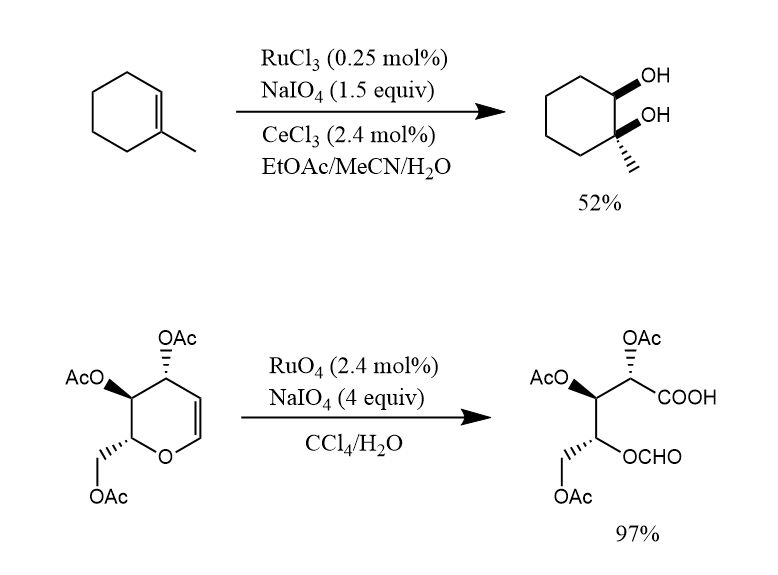 RuCl₃ (0.25 mol%)
NaIO₄ (1.5 equiv)
CeCl₃ (2.4 mol%)
EtOAc/MeCN/H₂O
OH
OH
52%
OAc
AcO
O
OAc
RuO₄ (2.4 mol%)
NaIO₄ (4 equiv)
CCl₄/H₂O
OAc
AcO
COOH
OCHO
OAc
97%